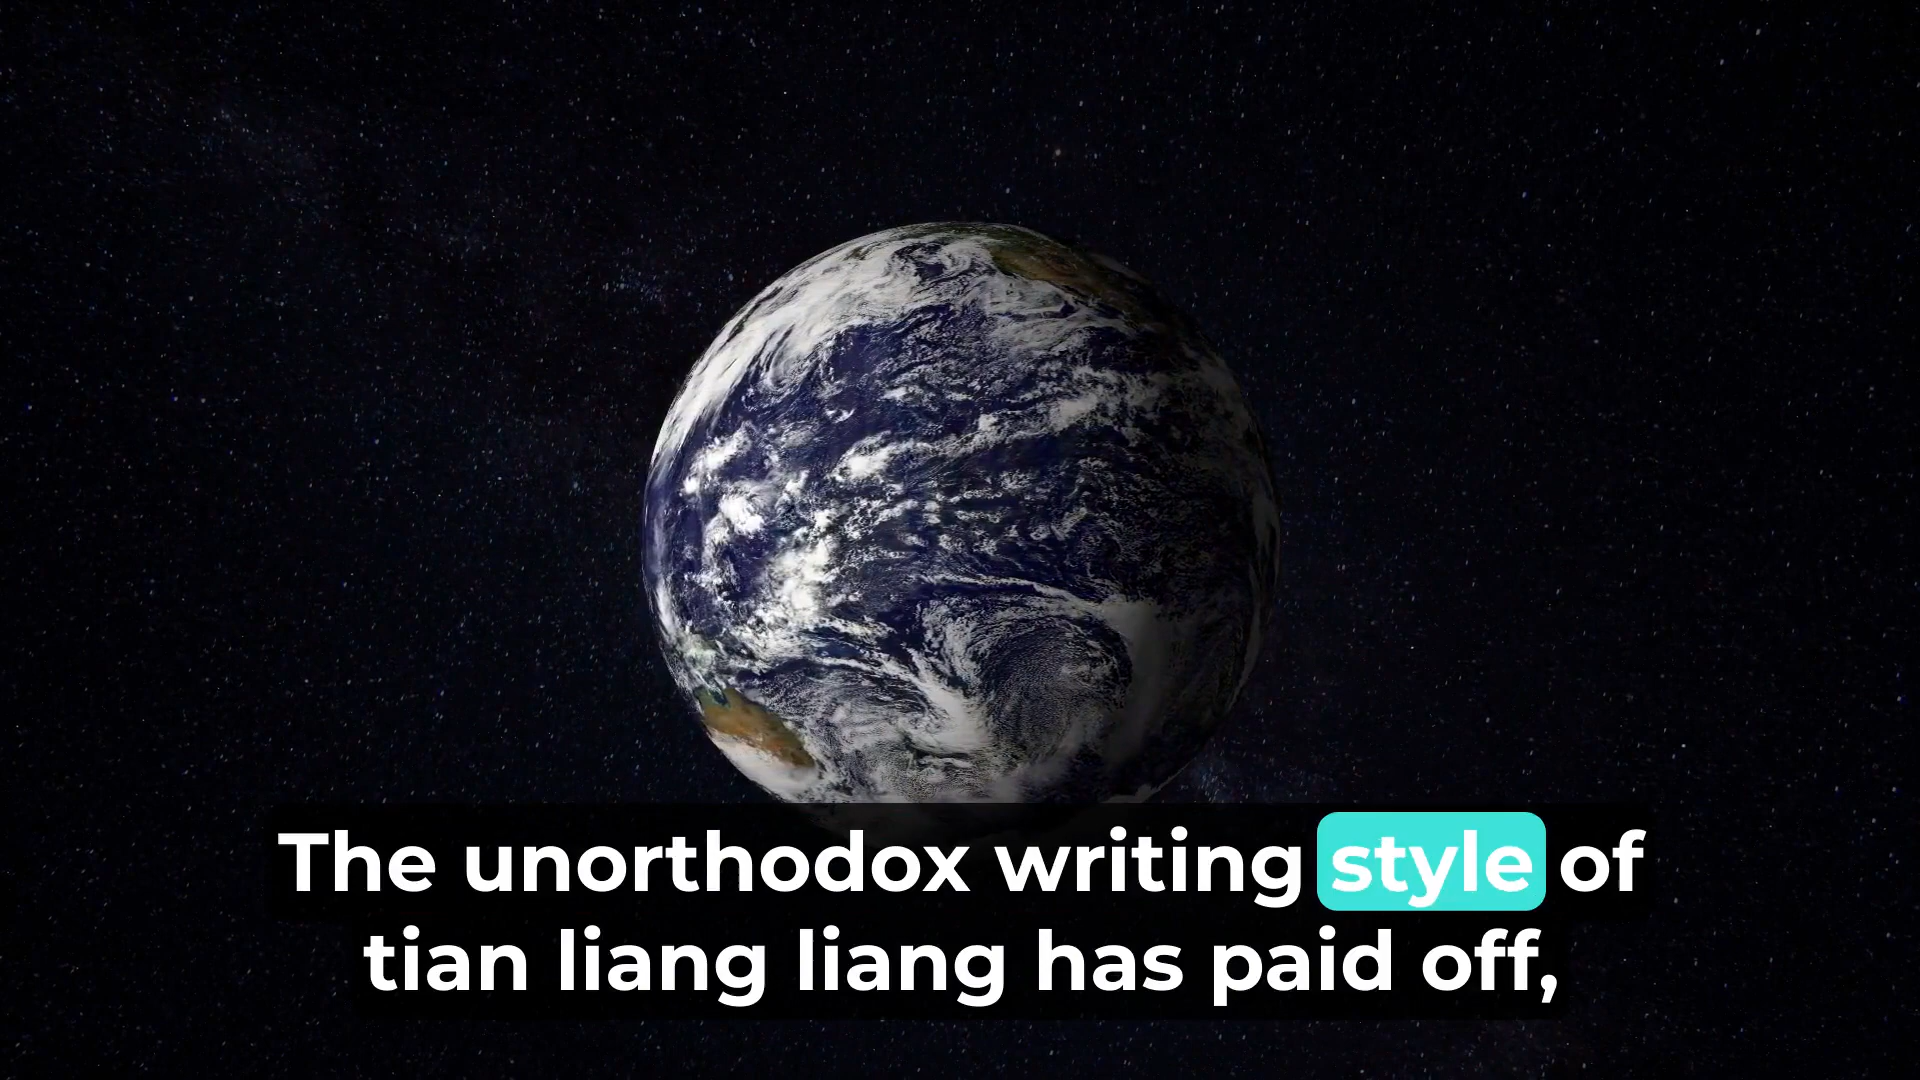 The unorthodox writing style of
tian liang liang has paid off,